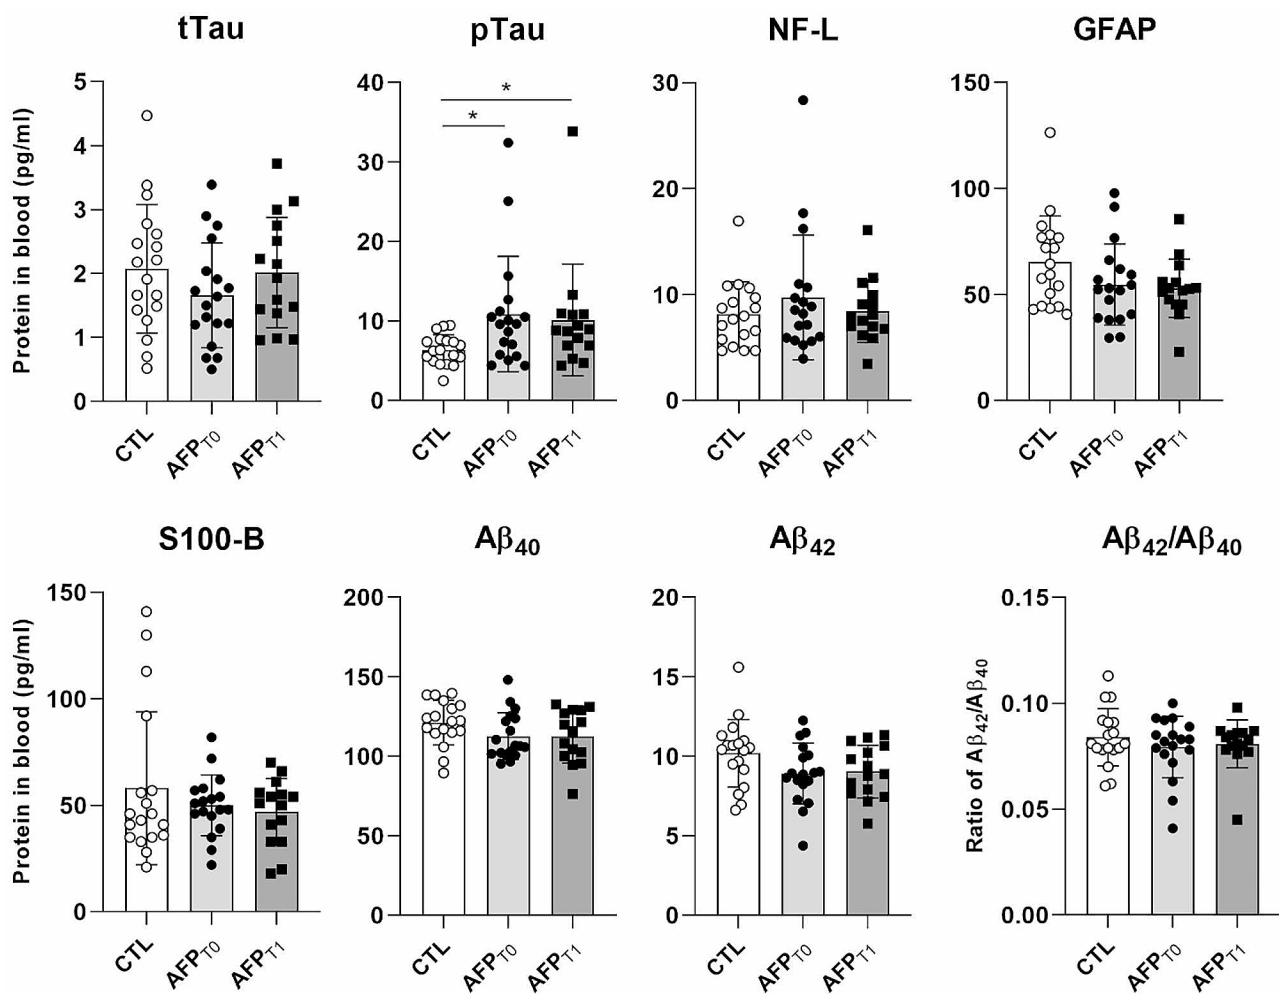 tTau
pTau
NF-L
GFAP
Protein in blood (pg/ml)
5
4
3
2
1
0
CTL
AFPT0
AFPT1
40
30
20
10
0
*
*
CTL
AFPT0
AFPT1
30
20
10
0
CTL
AFPT0
AFPT1
150
100
50
0
CTL
AFPT0
AFPT1
S100-B
Aβ40
Aβ42
Aβ42/Aβ40
Protein in blood (pg/ml)
150
100
50
0
CTL
AFPT0
AFPT1
200
150
100
50
0
CTL
AFPT0
AFPT1
20
15
10
5
0
CTL
AFPT0
AFPT1
Ratio of Aβ42/Aβ40
0.15
0.10
0.05
0.00
CTL
AFPT0
AFPT1